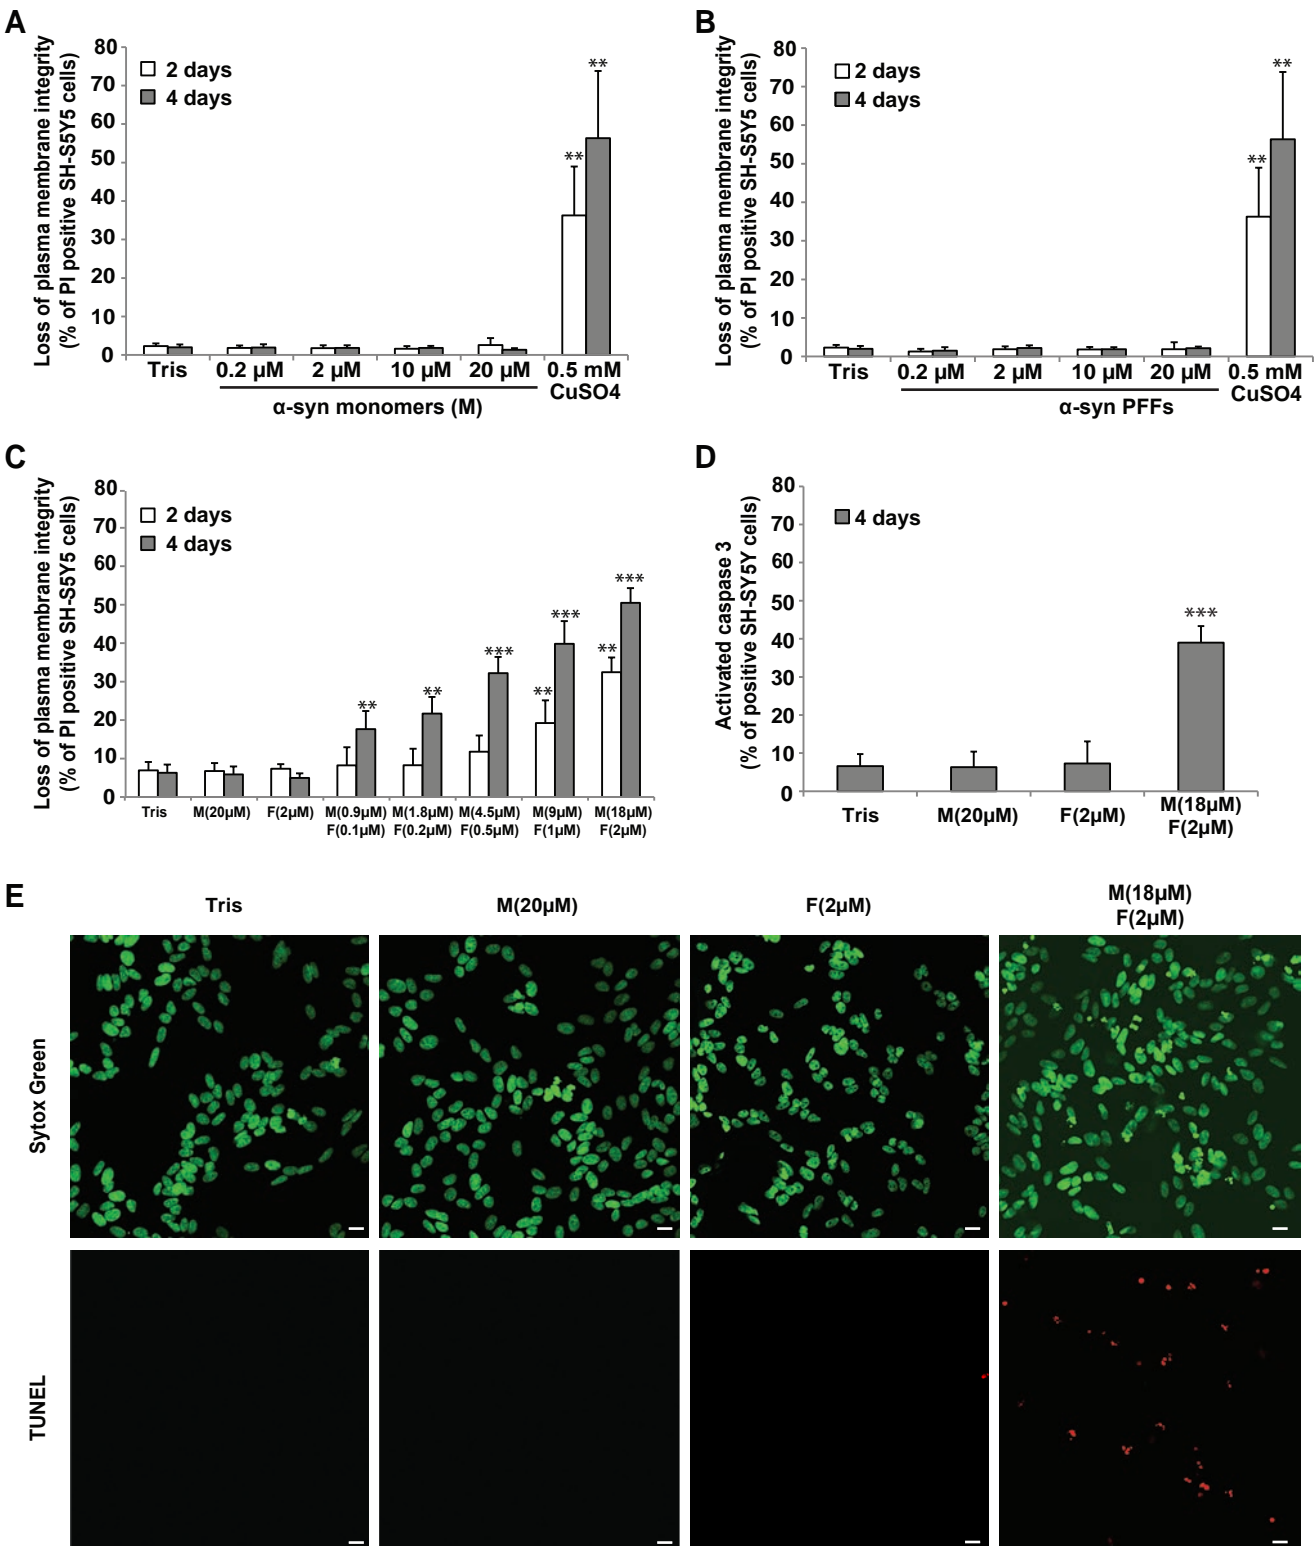 A
Loss of plasma membrane integrity
(% of PI positive SH-S5Y5 cells)
80
70
60
50
40
30
20
10
0
2 days
4 days
**
**
Tris
0.2 µM
2 µM
10 µM
20 µM
0.5 mM
CuSO4
α-syn monomers (M)
B
Loss of plasma membrane integrity
(% of PI positive SH-S5Y5 cells)
80
70
60
50
40
30
20
10
0
2 days
4 days
**
**
Tris
0.2 µM
2 µM
10 µM
20 µM
0.5 mM
CuSO4
α-syn PFFs
C
Loss of plasma membrane integrity
(% of PI positive SH-S5Y5 cells)
80
70
60
50
40
30
20
10
0
2 days
4 days
**
**
***
**
***
**
***
Tris
M(20µM)
F(2µM)
M(0.9µM)
F(0.1µM)
M(1.8µM)
F(0.2µM)
M(4.5µM)
F(0.5µM)
M(9µM)
F(1µM)
M(18µM)
F(2µM)
D
Activated caspase 3
(% of positive SH-SY5Y cells)
80
70
60
50
40
30
20
10
0
4 days
***
Tris
M(20µM)
F(2µM)
M(18µM)
F(2µM)
E
Tris
M(20µM)
F(2µM)
M(18µM)
F(2µM)
Sytox Green
TUNEL